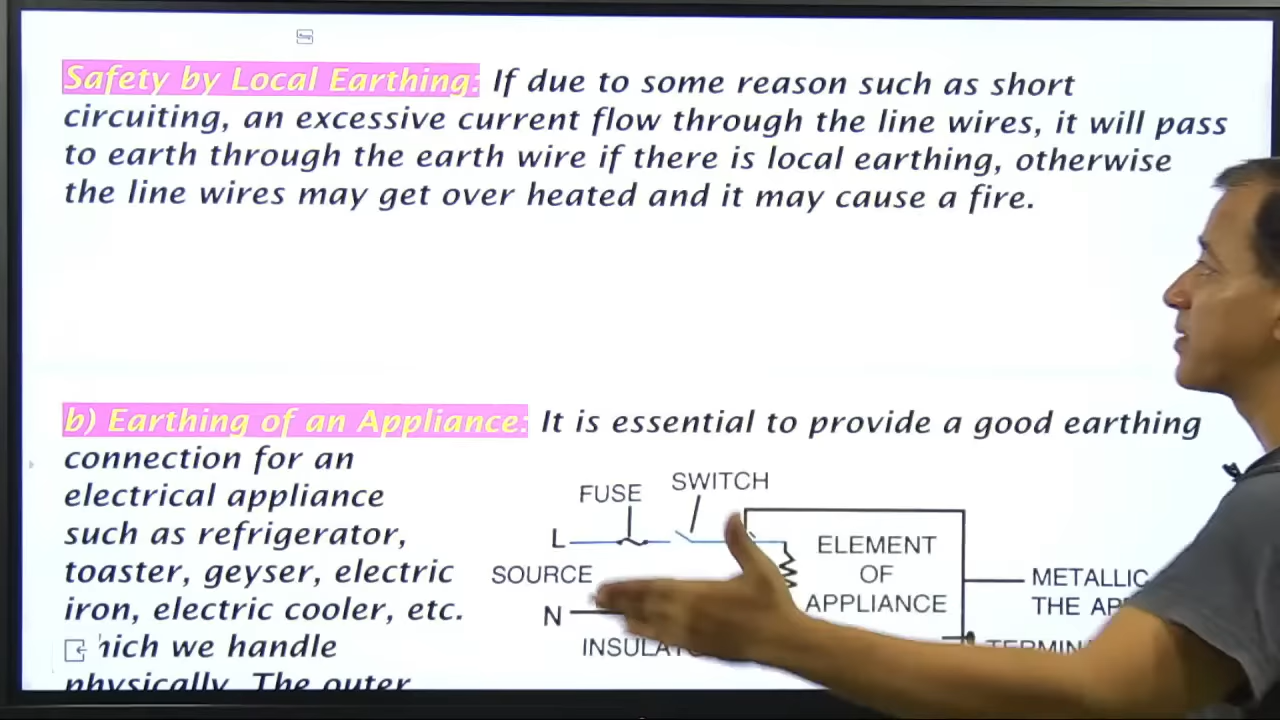 Safety by Local Earthing: If due to some reason such as short
circuiting, an excessive current flow through the line wires, it will pass
to earth through the earth wire if there is local earthing, otherwise
the line wires may get over heated and it may cause a fire.
b) Earthing of an Appliance: It is essential to provide a good earthing
connection for an
electrical appliance
such as refrigerator,
toaster, geyser, electric
iron, electric cooler, etc.
we handle
physically. The outer
FUSE
SWITCH
L
SOURCE
N
ELEMENT
OF
APPLIANCE
METALLIC
THE